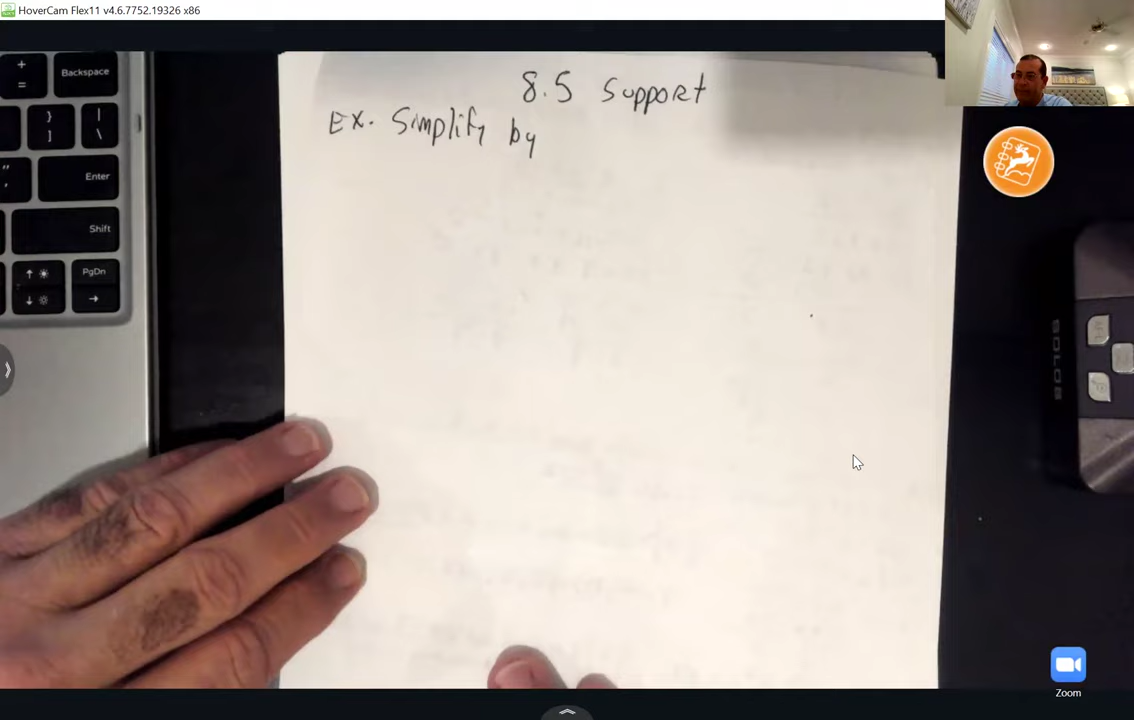 HoverCam Flex11 v4.6.7752.19326 x86
8.5 Support
Ex. Simplify by
+
=
Backspace
}
]
|
\
"
,
Enter
Shift
PgDn
Zoom